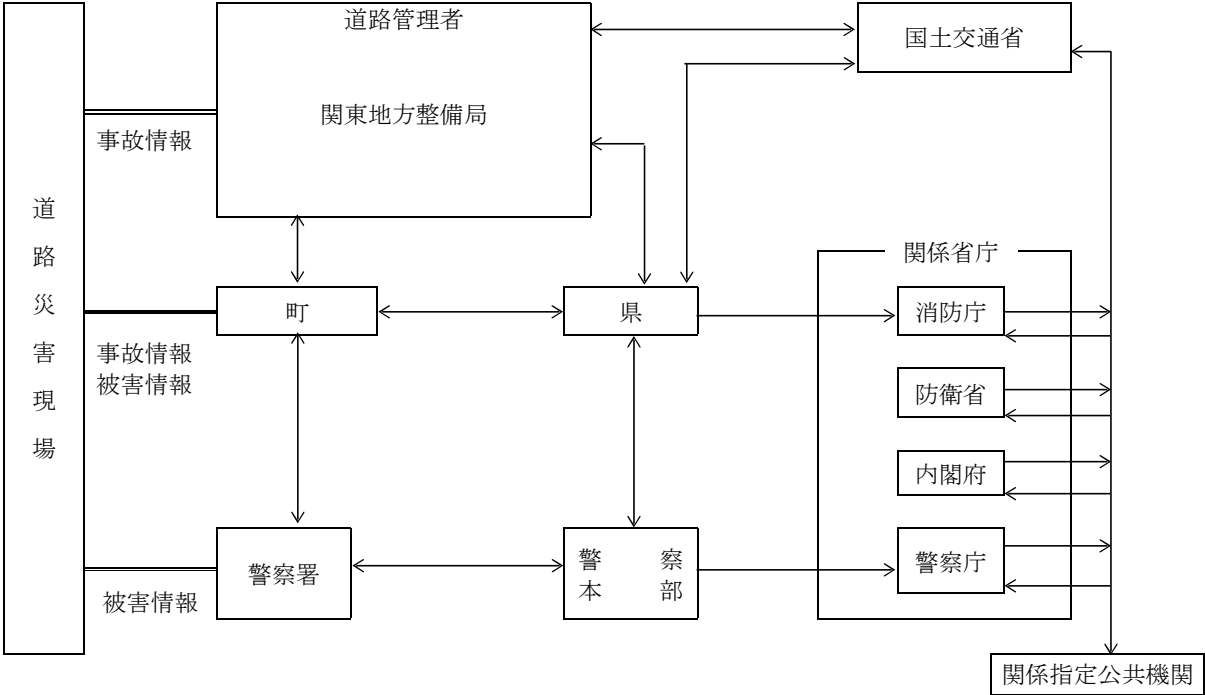 道路管理者
国土交通省
関東地方整備局
事故情報
道路災害現場
関係省庁
町
県
消防庁
事故情報
被害情報
防衛省
内閣府
警察署
警察
本部
警察庁
被害情報
関係指定公共機関